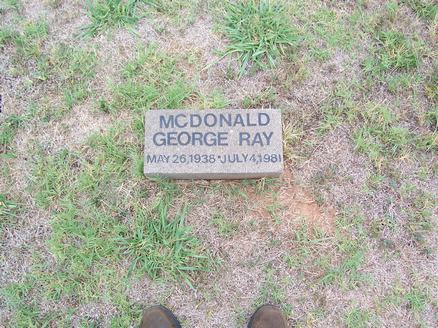 MCDONALD
GEORGE RAY
MAY 26,1938 • JULY 4,1981